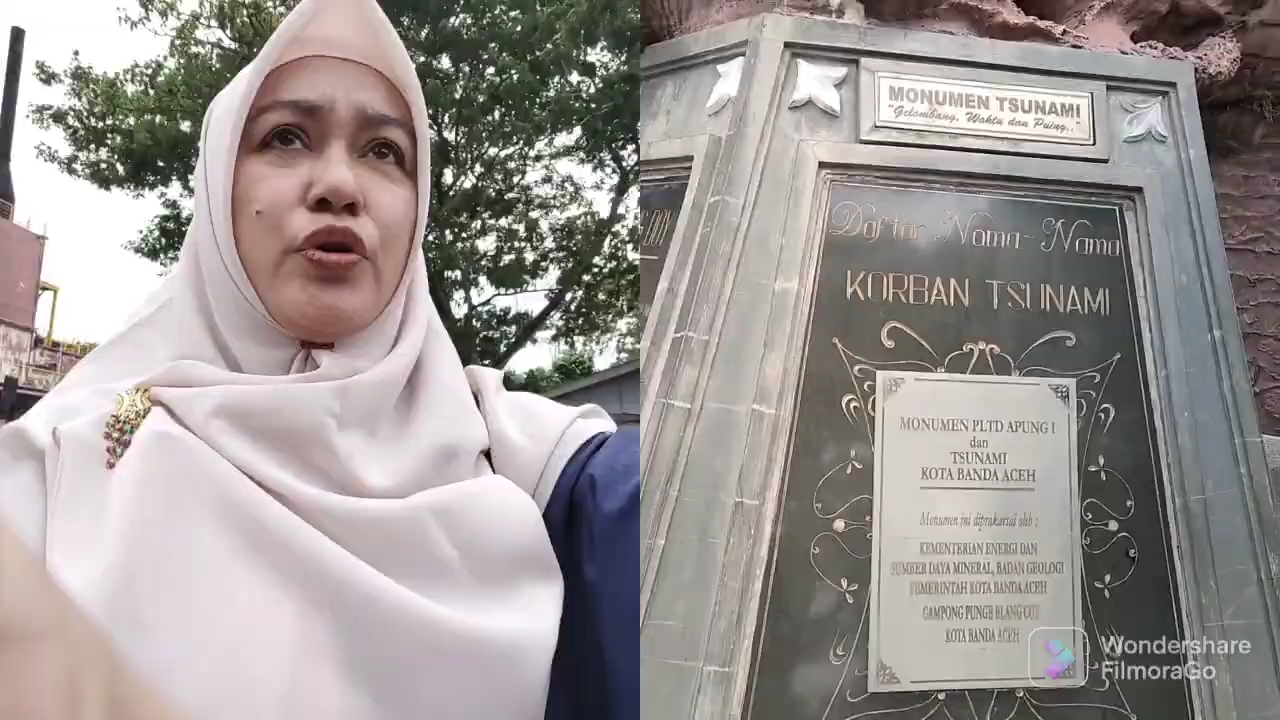 MONUMEN TSUNAMI
"Gelombang, Waktu dan Puing.."
Daftar Nama-Nama
KORBAN TSUNAMI
MONUMEN PLTD APUNG I
dan
TSUNAMI
KOTA BANDA ACEH
Monumen ini diprakarsai oleh :
KEMENTERIAN ENERGI DAN
SUMBER DAYA MINERAL, BADAN GEOLOGI
PEMERINTAH KOTA BANDA ACEH
GAMPONG PUNGE BLANG CUT
KOTA BANDA ACEH
Wondershare
FilmoraGo